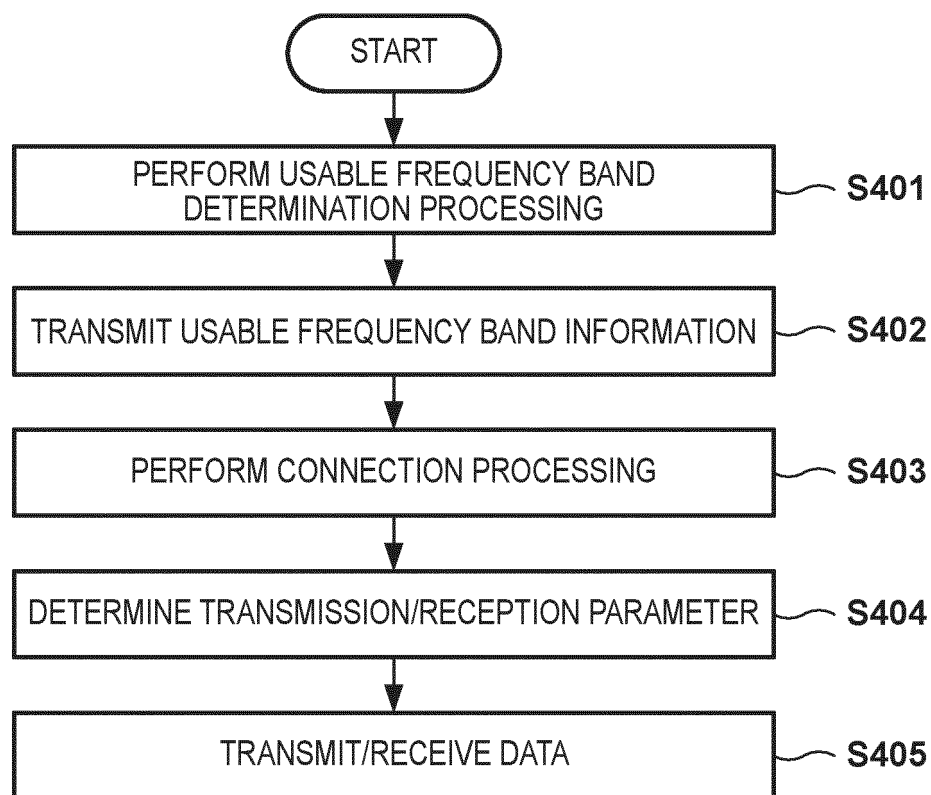 START
PERFORM USABLE FREQUENCY BAND
DETERMINATION PROCESSING
S401
TRANSMIT USABLE FREQUENCY BAND INFORMATION
S402
PERFORM CONNECTION PROCESSING
S403
DETERMINE TRANSMISSION/RECEPTION PARAMETER
S404
TRANSMIT/RECEIVE DATA
S405